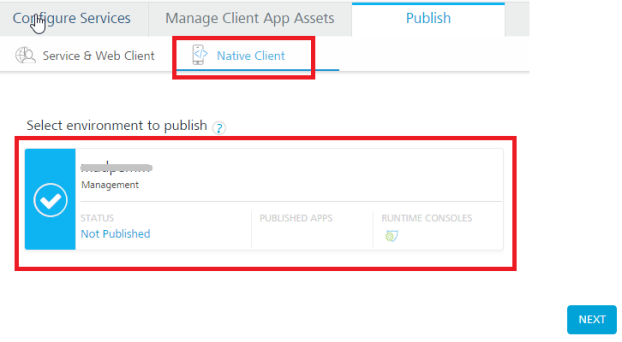 Configure Services Manage Client App Assets Publish
Service & Web Client Native Client
Select environment to publish ?
Management
STATUS PUBLISHED APPS RUNTIME CONSOLES
Not Published
NEXT